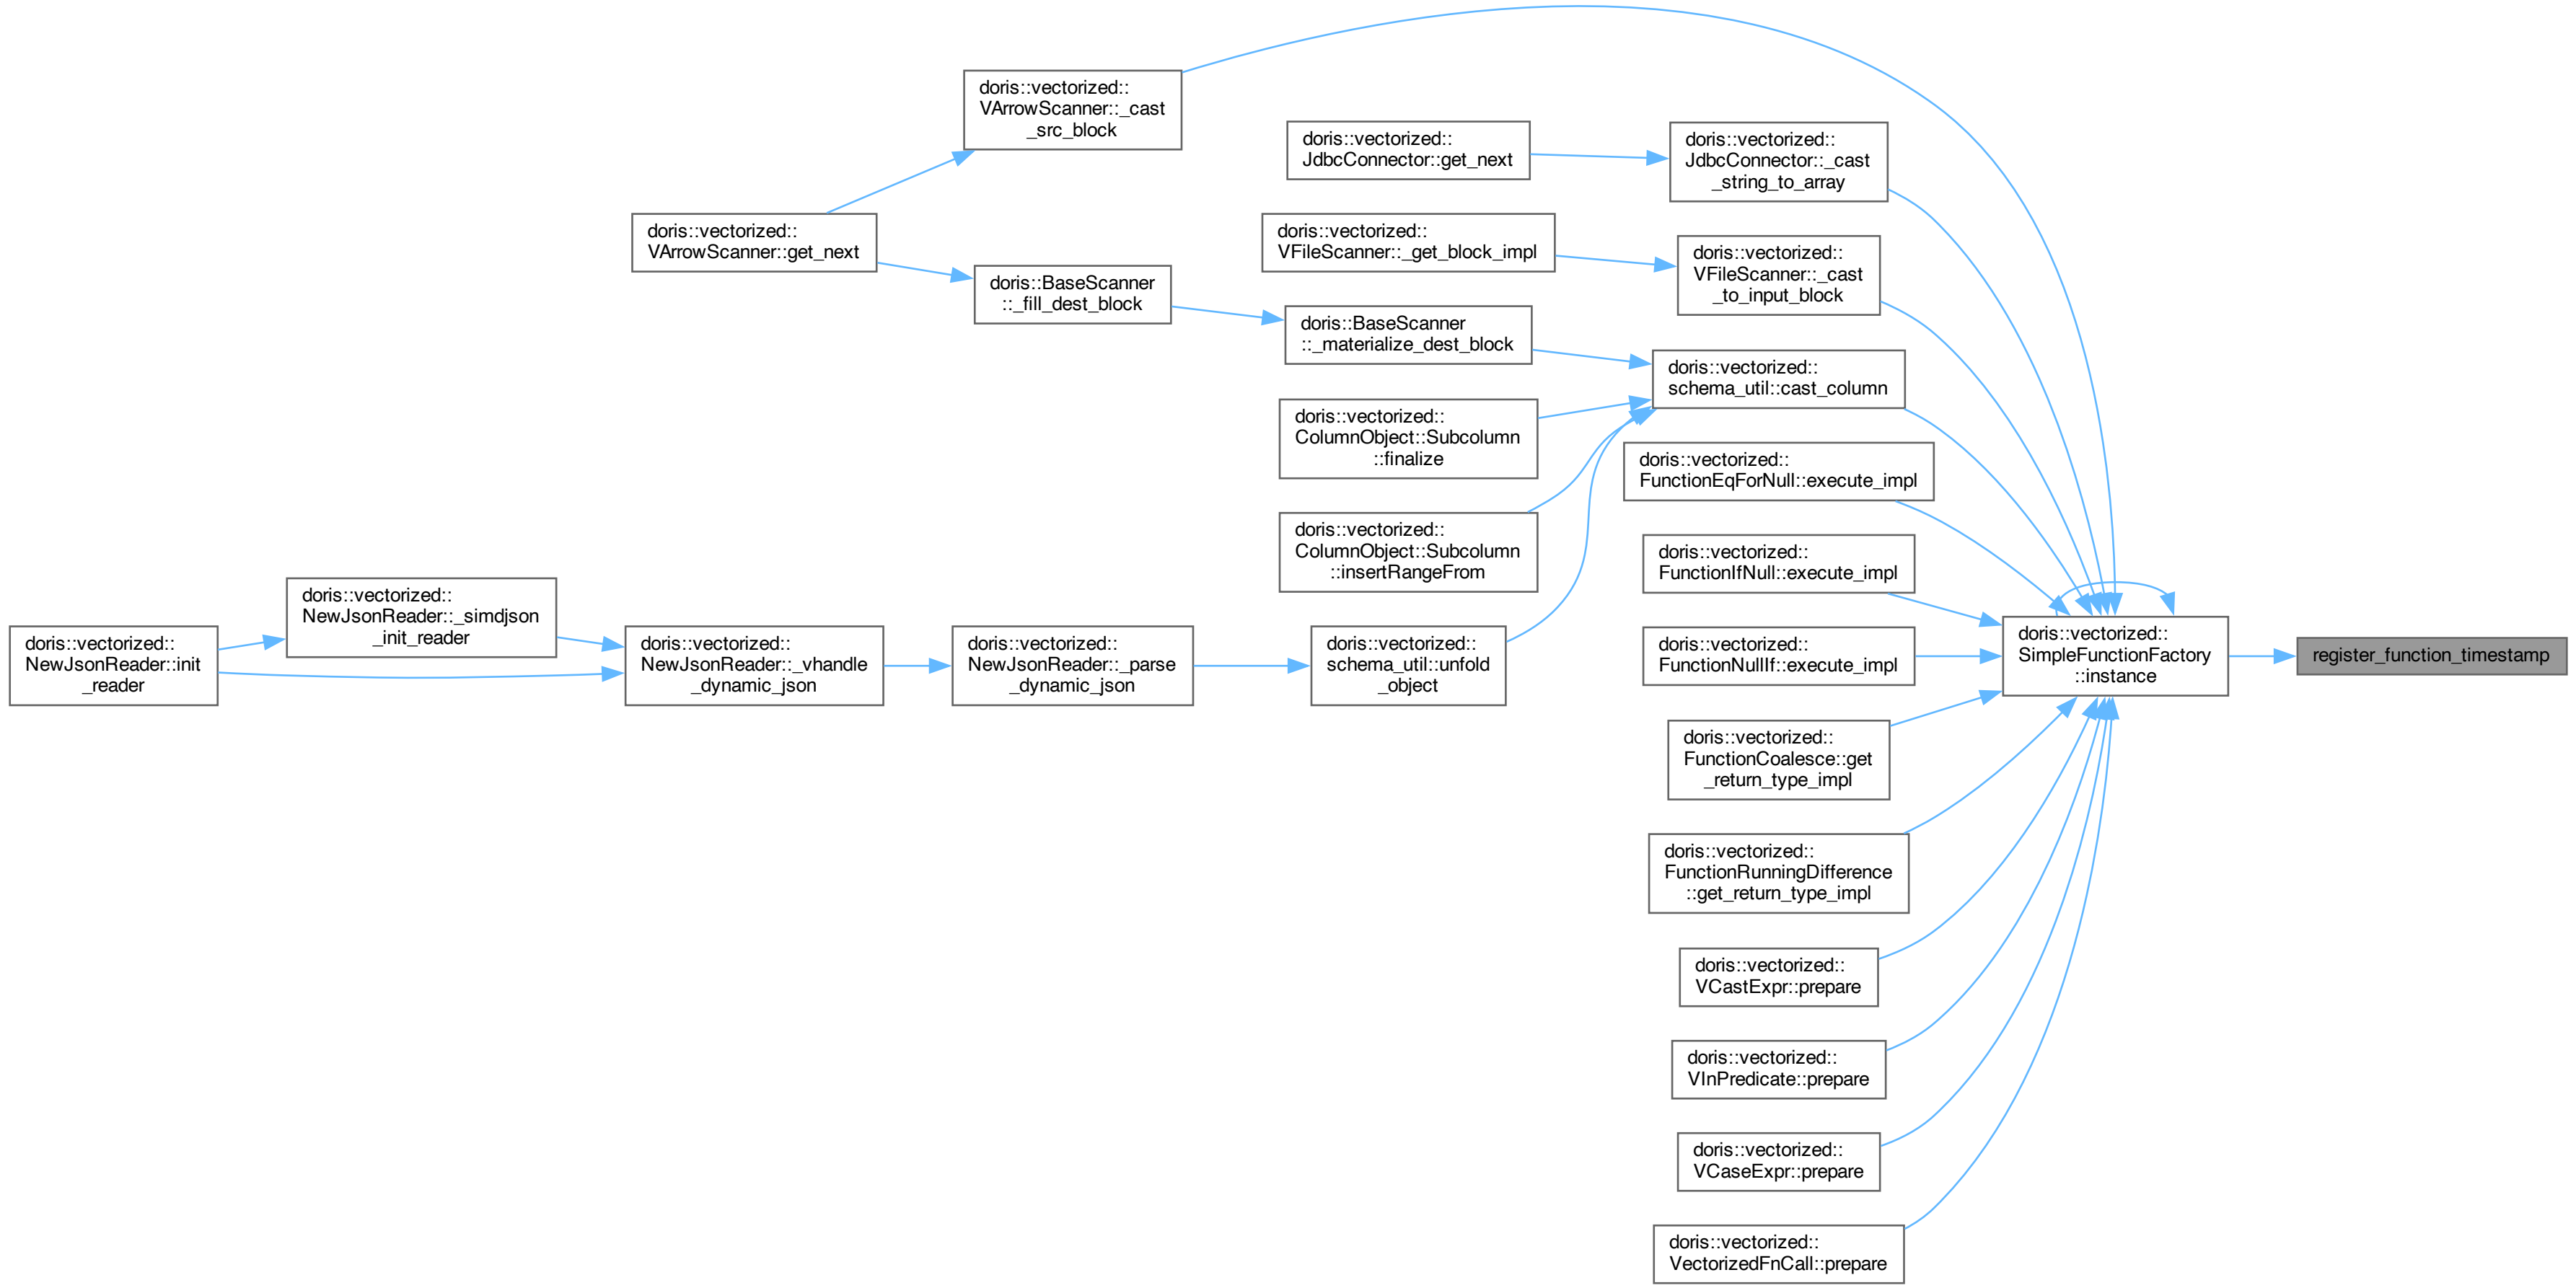 doris::vectorized::
VArrowScanner::_cast
_src_block
doris::vectorized::
JdbcConnector::get_next
doris::vectorized::
JdbcConnector::_cast
_string_to_array
doris::vectorized::
VArrowScanner::get_next
doris::vectorized::
VFileScanner::_get_block_impl
doris::vectorized::
VFileScanner::_cast
_to_input_block
doris::BaseScanner
::_fill_dest_block
doris::BaseScanner
::_materialize_dest_block
doris::vectorized::
schema_util::cast_column
doris::vectorized::
ColumnObject::Subcolumn
::finalize
doris::vectorized::
FunctionEqForNull::execute_impl
doris::vectorized::
ColumnObject::Subcolumn
::insertRangeFrom
doris::vectorized::
FunctionIfNull::execute_impl
doris::vectorized::
NewJsonReader::init
_reader
doris::vectorized::
NewJsonReader::_simdjson
_init_reader
doris::vectorized::
NewJsonReader::_vhandle
_dynamic_json
doris::vectorized::
NewJsonReader::_parse
_dynamic_json
doris::vectorized::
schema_util::unfold
_object
doris::vectorized::
FunctionNullIf::execute_impl
doris::vectorized::
SimpleFunctionFactory
::instance
register_function_timestamp
doris::vectorized::
FunctionCoalesce::get
_return_type_impl
doris::vectorized::
FunctionRunningDifference
::get_return_type_impl
doris::vectorized::
VCastExpr::prepare
doris::vectorized::
VInPredicate::prepare
doris::vectorized::
VCaseExpr::prepare
doris::vectorized::
VectorizedFnCall::prepare